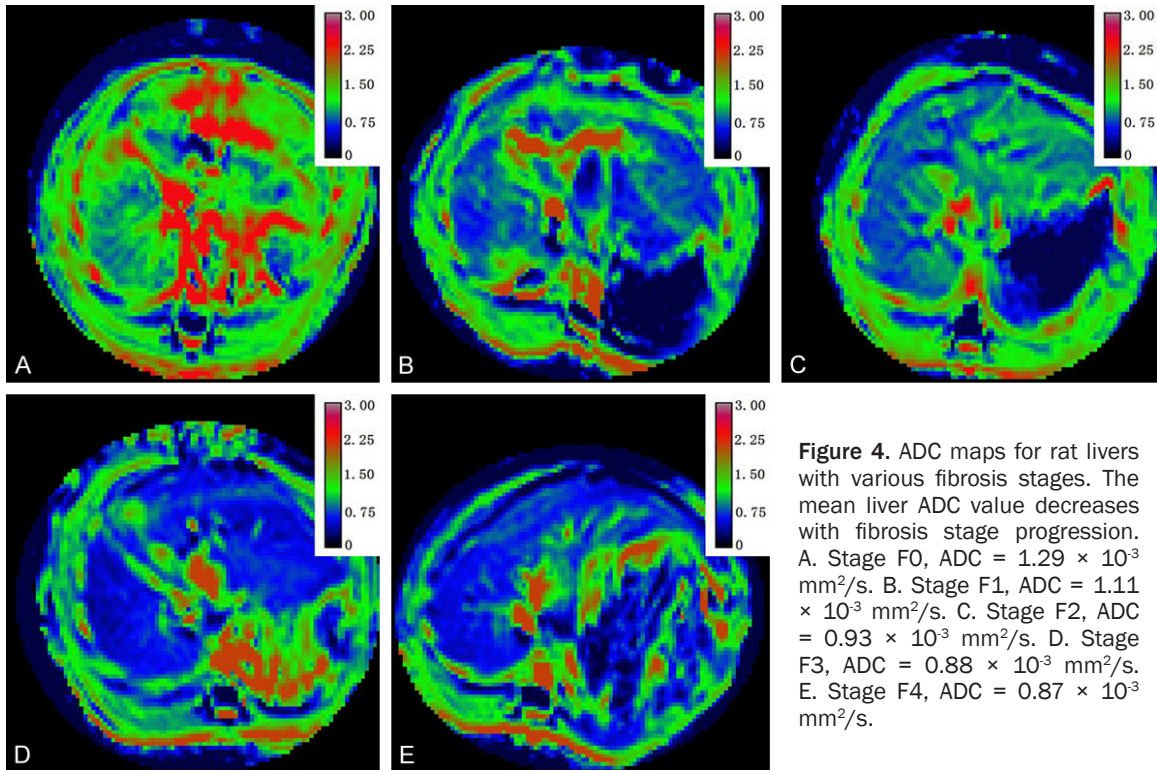 3.00
2.25
1.50
0.75
0
A
3.00
2.25
1.50
0.75
0
B
3.00
2.25
1.50
0.75
0
C
3.00
2.25
1.50
0.75
0
D
3.00
2.25
1.50
0.75
0
E
Figure 4. ADC maps for rat livers
with various fibrosis stages. The
mean liver ADC value decreases
with fibrosis stage progression.
A. Stage F0, ADC = 1.29 × 10⁻³
mm²/s. B. Stage F1, ADC = 1.11
× 10⁻³ mm²/s. C. Stage F2, ADC
= 0.93 × 10⁻³ mm²/s. D. Stage
F3, ADC = 0.88 × 10⁻³ mm²/s.
E. Stage F4, ADC = 0.87 × 10⁻³
mm²/s.